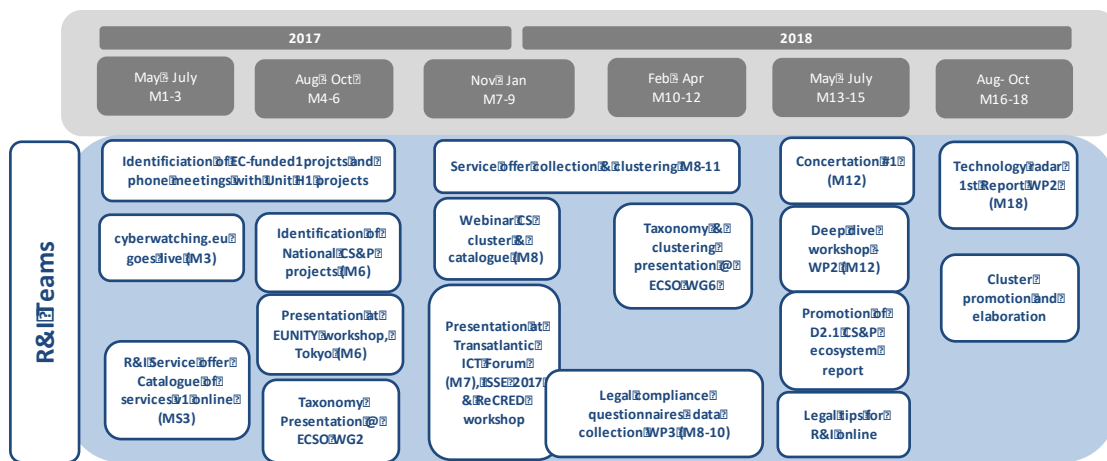 2017
2018
May- July
M1-3
Aug- Oct
M4-6
Nov- Jan
M7-9
Feb- Apr
M10-12
May- July
M13-15
Aug- Oct
M16-18
R&I Teams
Identificiation of EC-funded1 projcts and
phone meetings with Unit H1 projects
Service offer collection & clustering M8-11
Concertation #1
(M12)
Technology radar
1st Report WP2
(M18)
cyberwatching.eu
goes live (M3)
Identification of
National CS&P
projects (M6)
Webinar CS
cluster &
catalogue (M8)
Taxonomy &
clustering
presentation @
ECSO WG6
Deep dive
workshop -
WP2 (M12)
Cluster
promotion and
elaboration
Presentation at
EUNITY workshop,
Tokyo (M6)
Presentation at
Transatlantic
ICT Forum
(M7), ISSE 2017
& ReCRED
workshop
Promotion of
D2.1 CS&P
ecosystem
report
R&I Service offer
Catalogue of
services v1 online
(MS3)
Taxonomy
Presentation @
ECSO WG2
Legal compliance
questionnaires - data
collection WP3 (M8-10)
Legal tips for
R&I online